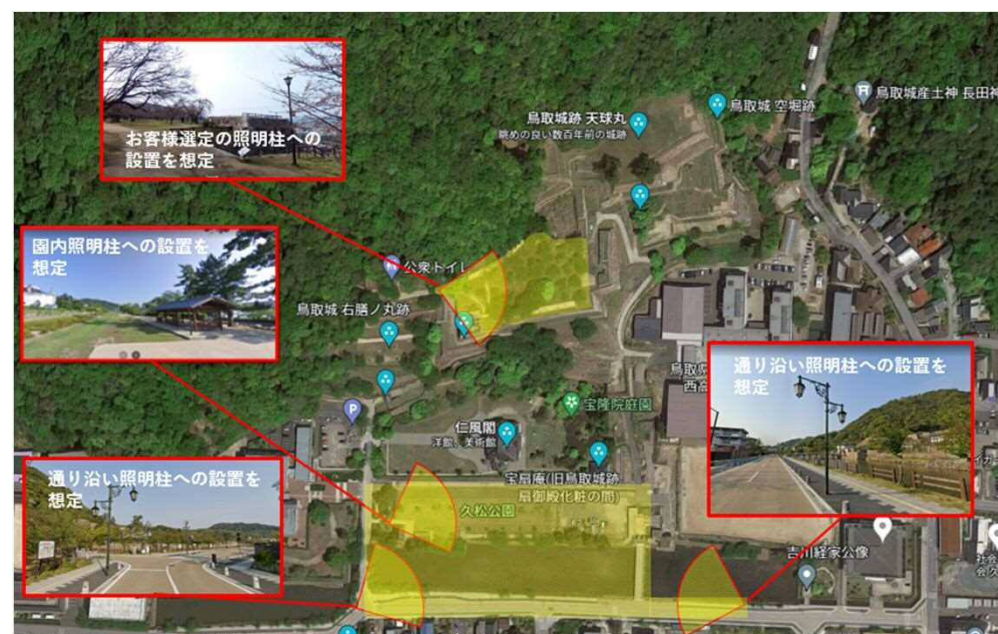 お客様選定の照明柱への
設置を想定
鳥取城跡 天球丸
眺めの良い数百年前の城跡
鳥取城 空堀跡
鳥取城産土神 長田神
園内照明柱への設置を
想定
公衆トイレ
鳥取城 右膳ノ丸跡
通り沿い照明柱への設置を
想定
鳥取県
西高
宝隆院庭園
P
仁風閣
洋館、美術館
宝扇庵(旧鳥取城跡
扇御殿化粧の間)
通り沿い照明柱への設置を
想定
久松公園
吉川経家公像